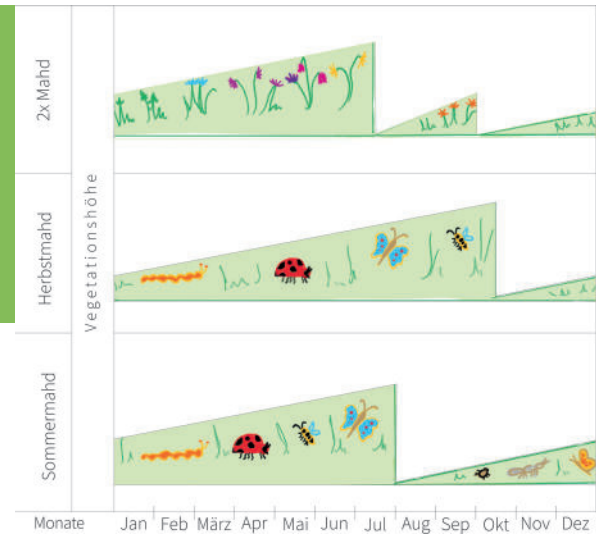 2x Mahd
Herbstmahd
Sommermahd
Vegetationshöhe
Monate Jan Feb März Apr Mai Jun Jul Aug Sep Okt Nov Dez